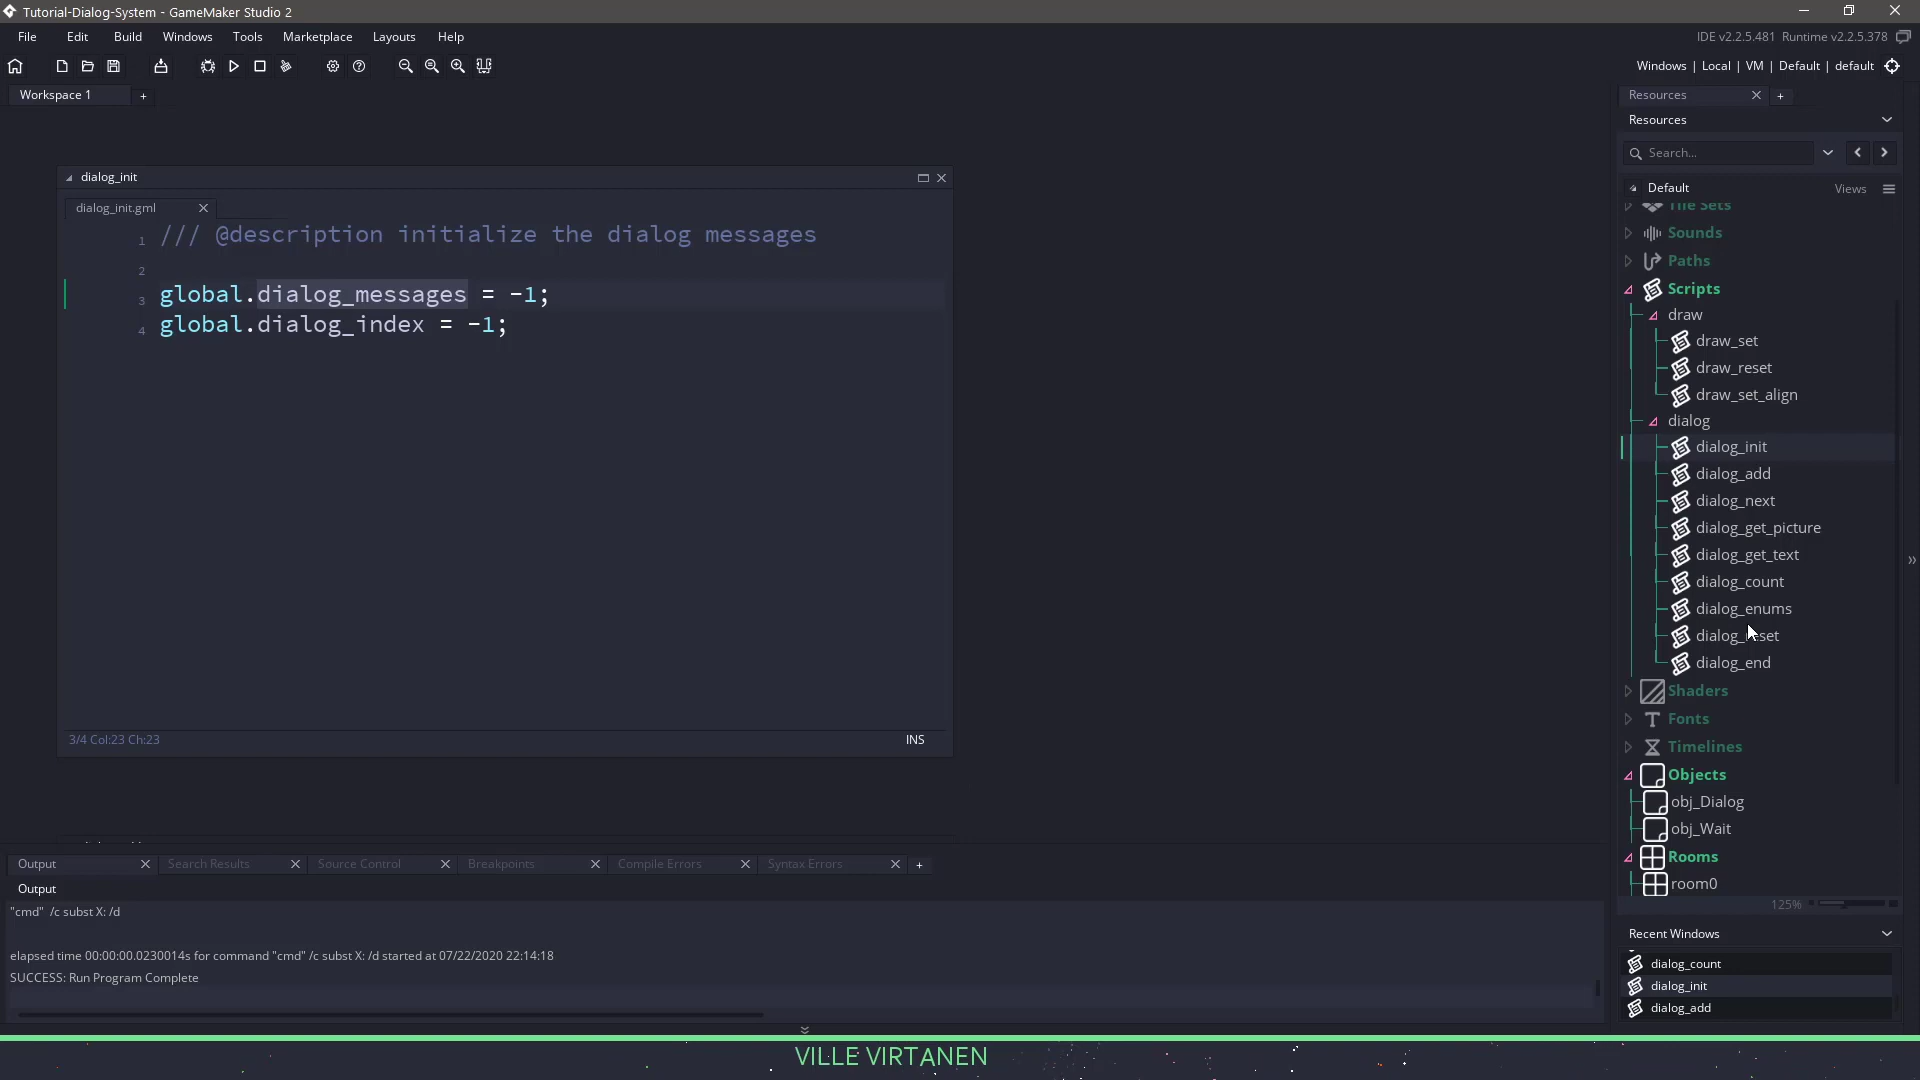 Tutorial-Dialog-System - GameMaker Studio 2
File Edit Build Windows Tools Marketplace Layouts Help
IDE v2.2.5.481 Runtime v2.2.5.378
Windows | Local | VM | Default | default
Workspace 1 +
Resources
Resources
Search...
Default Views
Tile Sets
Sounds
Paths
Scripts
draw
draw_set
draw_reset
draw_set_align
dialog
dialog_init
dialog_add
dialog_next
dialog_get_picture
dialog_get_text
dialog_count
dialog_enums
dialog_reset
dialog_end
Shaders
Fonts
Timelines
Objects
obj_Dialog
obj_Wait
Rooms
room0
125%
Recent Windows
dialog_count
dialog_init
dialog_add
dialog_init
dialog_init.gml
1 /// @description initialize the dialog messages
2
3 global.dialog_messages = -1;
4 global.dialog_index = -1;
3/4 Col:23 Ch:23 INS
Output Search Results Source Control Breakpoints Compile Errors Syntax Errors +
Output
"cmd" /c subst X: /d
elapsed time 00:00:00.0230014s for command "cmd" /c subst X: /d started at 07/22/2020 22:14:18
SUCCESS: Run Program Complete
VILLE VIRTANEN